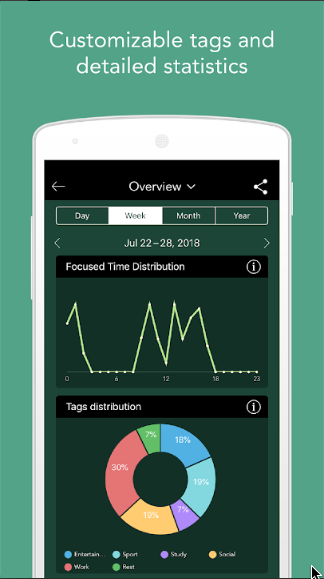 Customizable tags and
detailed statistics
Overview
Day Week Month Year
Jul 22–28, 2018
Focused Time Distribution
0 6 12 18 23
Tags distribution
7% 18%
30% 19%
19% 7%
Entertain... Sport Study Social
Work Rest